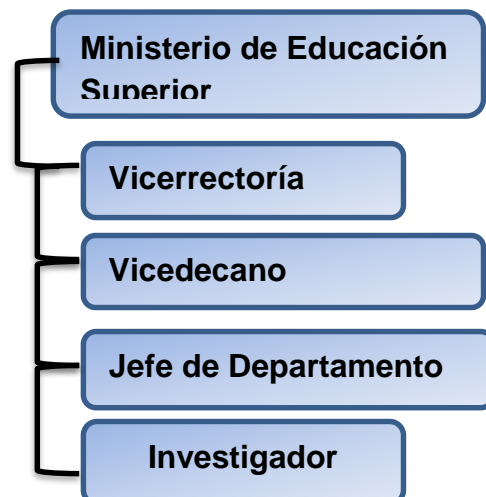 Ministerio de Educación
Superior
Vicerrectoría
Vicedecano
Jefe de Departamento
Investigador